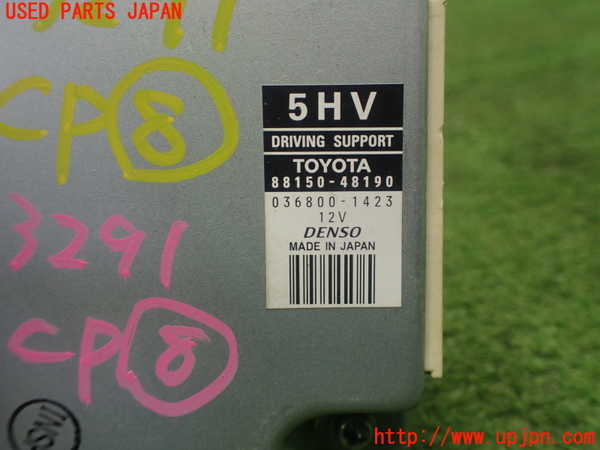 USED PARTS JAPAN
CP 8
3291
CP 8
5HV
DRIVING SUPPORT
TOYOTA
88150-48190
036800-1423
12V
DENSO
MADE IN JAPAN
INS
http://www.upjpn.com